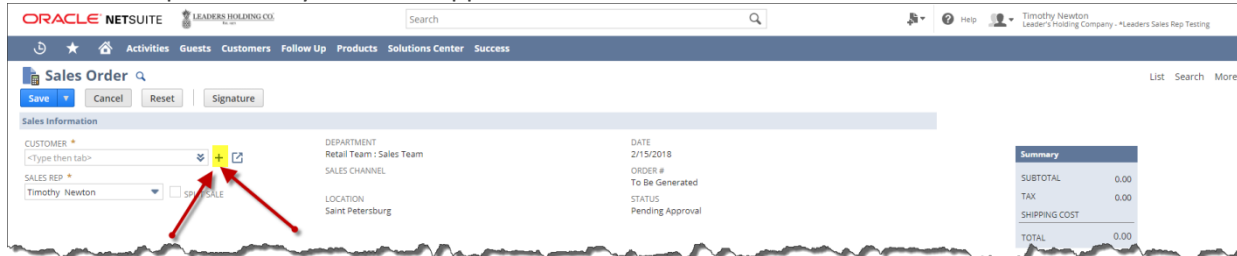 ORACLE NETSUITE LEADERS HOLDING CO. Search Help Timothy Newton
Leader's Holding Company - *Leaders Sales Rep Testing
Activities Guests Customers Follow Up Products Solutions Center Success
Sales Order List Search More
Save Cancel Reset Signature
Sales Information
CUSTOMER * DEPARTMENT DATE
<Type then tab> Retail Team : Sales Team 2/15/2018 Summary
SALES REP * SALES CHANNEL ORDER # SUBTOTAL 0.00
Timothy Newton SPLIT SALE To Be Generated
TAX 0.00
LOCATION STATUS
Saint Petersburg Pending Approval SHIPPING COST
TOTAL 0.00